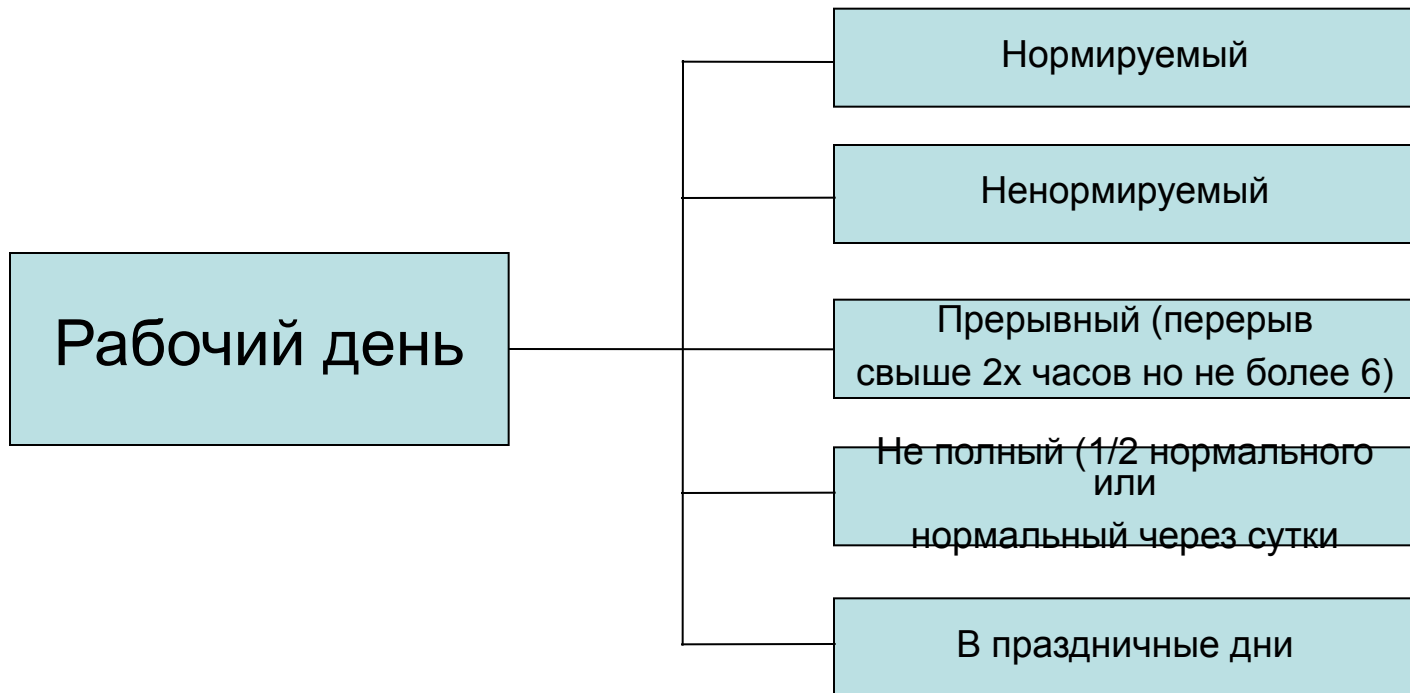 Рабочий день
Нормируемый
Ненормируемый
Прерывный (перерыв
свыше 2х часов но не более 6)
Не полный (1/2 нормального
или
нормальный через сутки
В праздничные дни